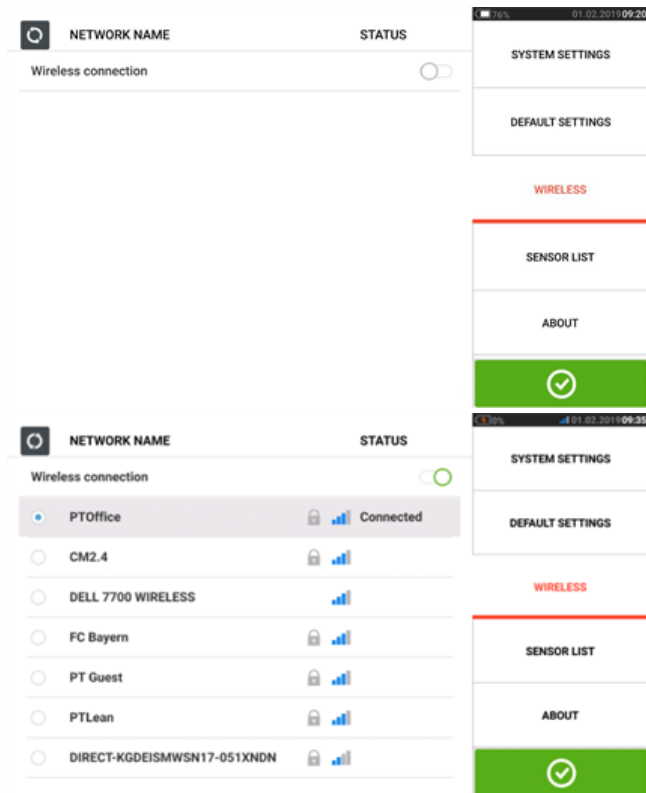 76% 01.02.2019 09:20
NETWORK NAME STATUS
Wireless connection
SYSTEM SETTINGS
DEFAULT SETTINGS
WIRELESS
SENSOR LIST
ABOUT
0% 01.02.2019 09:35
NETWORK NAME STATUS
Wireless connection
PTOffice Connected
CM2.4
DELL 7700 WIRELESS
FC Bayern
PT Guest
PTLean
DIRECT-KGDEISMWSN17-051XNDN
SYSTEM SETTINGS
DEFAULT SETTINGS
WIRELESS
SENSOR LIST
ABOUT